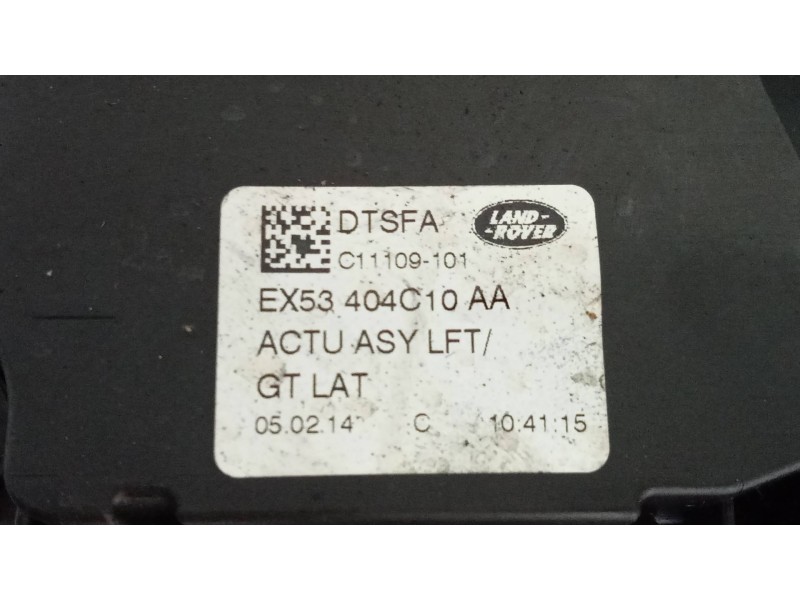 DTSFA
LAND-
-ROVER
C11109-101
EX53 404C10 AA
ACTU ASY LFT/
GT LAT
05.02.14 C 10:41:15